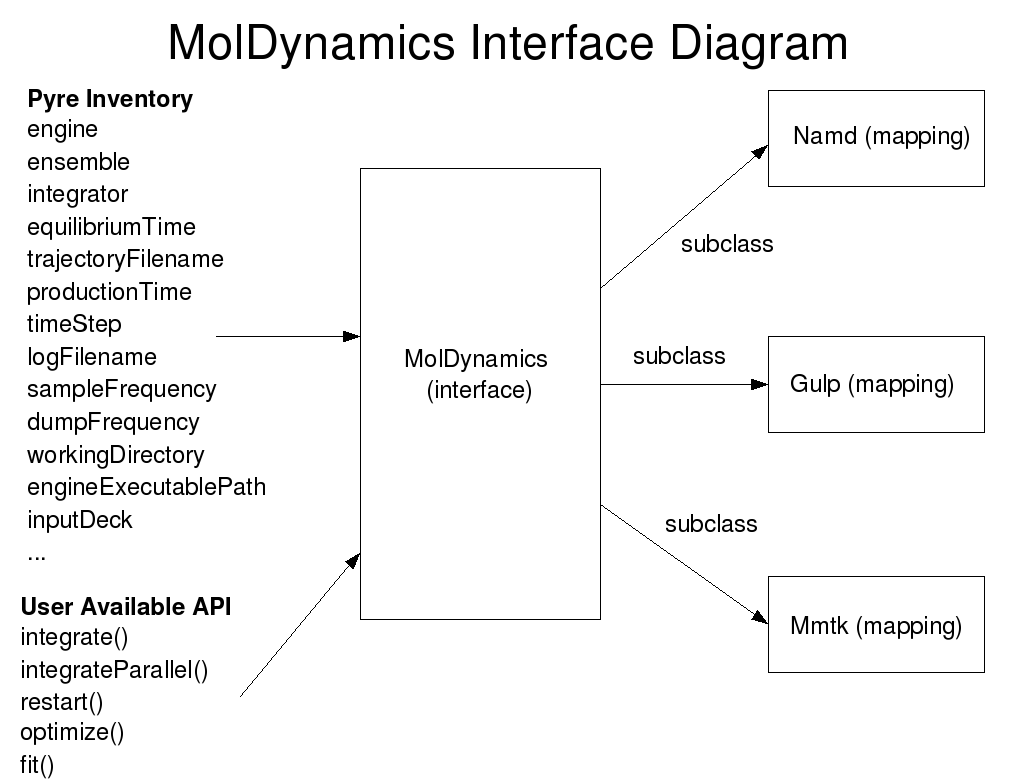 MolDynamics Interface Diagram
Pyre Inventory
engine
ensemble
integrator
equilibriumTime
trajectoryFilename
productionTime
timeStep
logFilename
sampleFrequency
dumpFrequency
workingDirectory
engineExecutablePath
inputDeck
...
User Available API
integrate()
integrateParallel()
restart()
optimize()
fit()
MolDynamics
(interface)
subclass
subclass
subclass
Namd (mapping)
Gulp (mapping)
Mmtk (mapping)